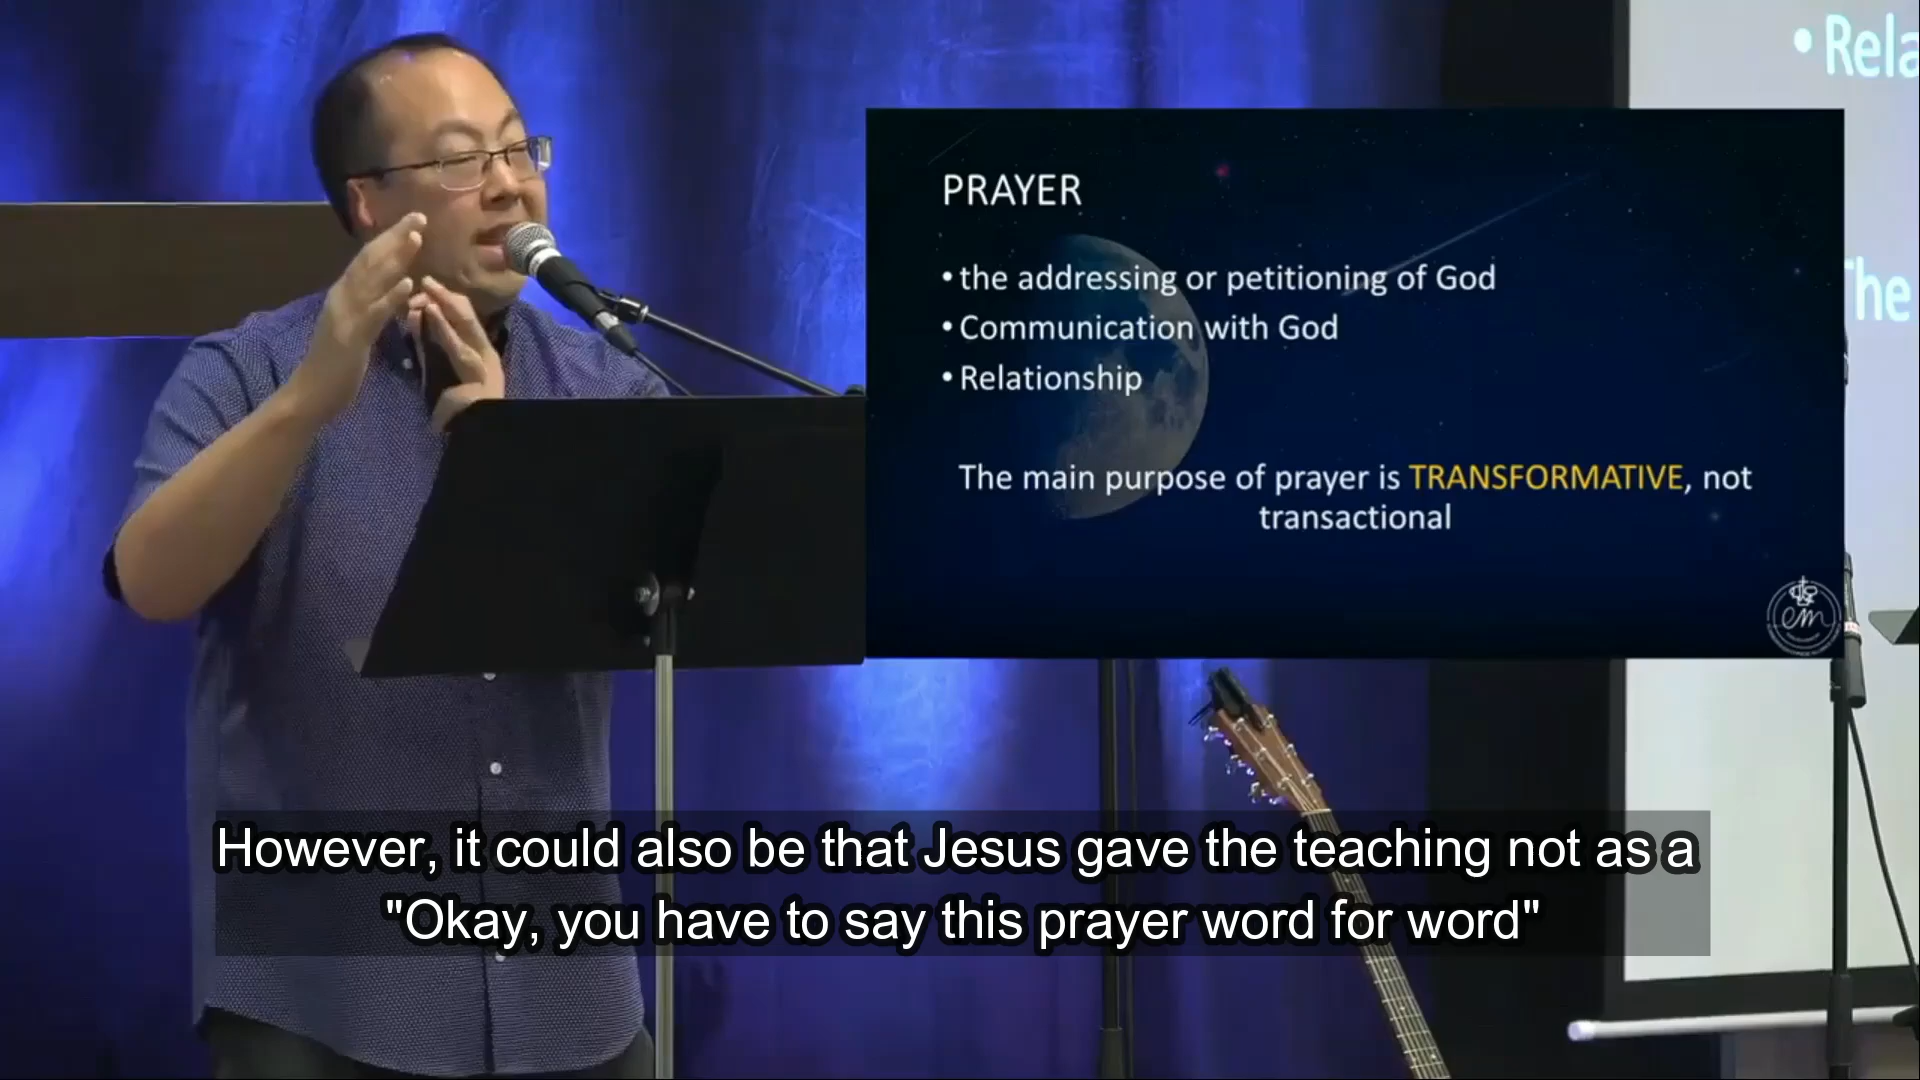 • Rela
PRAYER
• the addressing or petitioning of God
• Communication with God
• Relationship
The
The main purpose of prayer is TRANSFORMATIVE, not
transactional
em
However, it could also be that Jesus gave the teaching not as a
"Okay, you have to say this prayer word for word"